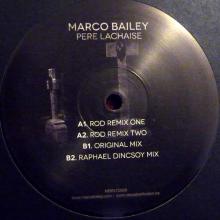 MARCO BAILEY
PERE LACHAISE
A1. ROD REMIX ONE
A2. ROD REMIX TWO
B1. ORIGINAL MIX
B2. RAPHAEL DINCSOY MIX